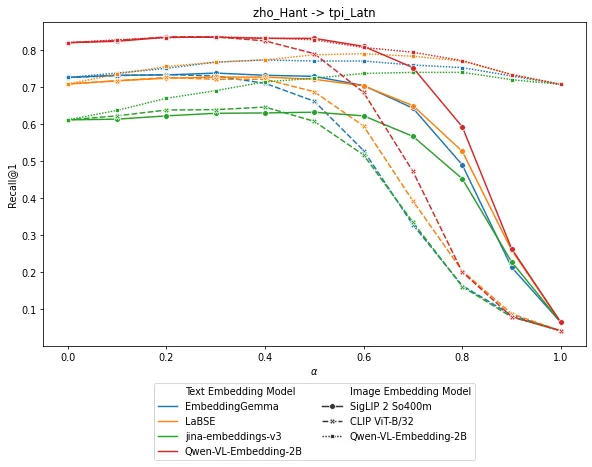 zho_Hant -> tpi_Latn
Recall@1
0.8
0.7
0.6
0.5
0.4
0.3
0.2
0.1
0.0 0.2 0.4 0.6 0.8 1.0
α
Text Embedding Model Image Embedding Model
EmbeddingGemma SigLIP 2 So400m
LaBSE CLIP ViT-B/32
jina-embeddings-v3 Qwen-VL-Embedding-2B
Qwen-VL-Embedding-2B